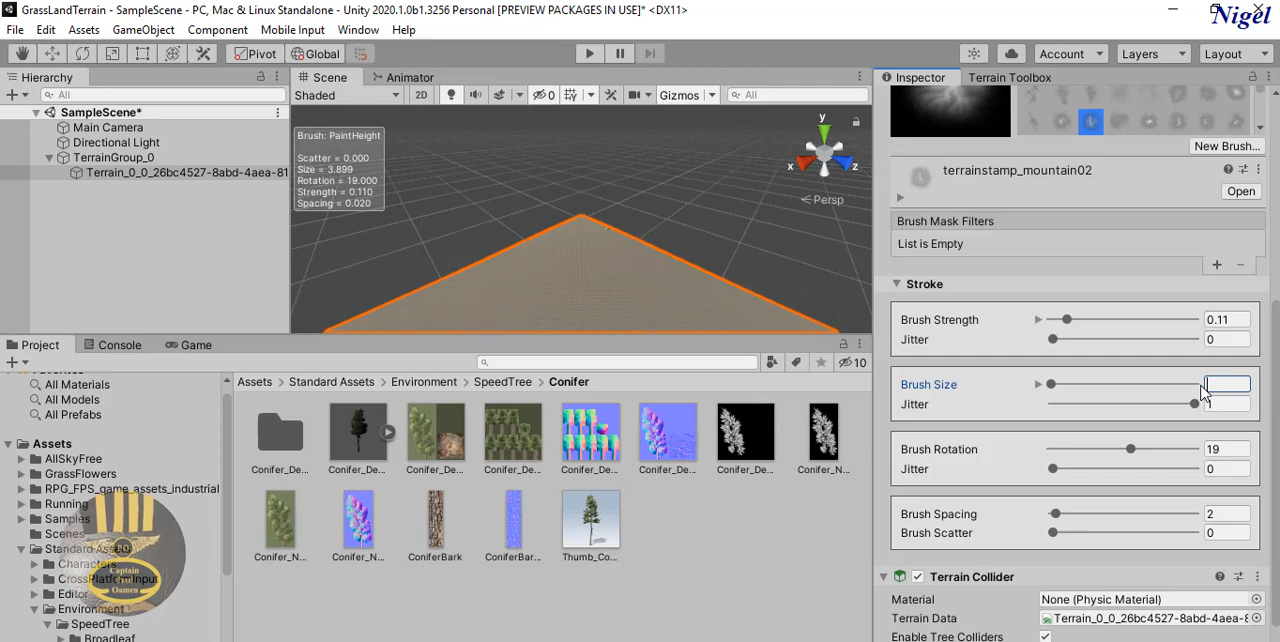 GrassLandTerrain - SampleScene - PC, Mac & Linux Standalone - Unity 2020.1.0b1.3256 Personal [PREVIEW PACKAGES IN USE]* <DX11>
Nigel
File Edit Assets GameObject Component Mobile Input Window Help
Pivot Global Account Layers Layout
Hierarchy Scene Animator Inspector Terrain Toolbox
All Shaded 2D 0 Gizmos All
SampleScene*
Main Camera
Directional Light
TerrainGroup_0
Terrain_0_0_26bc4527-8abd-4aea-81
Brush: PaintHeight
Scatter = 0.000
Size = 3.899
Rotation = 19.000
Strength = 0.110
Spacing = 0.020
y
x
z
Persp
New Brush...
terrainstamp_mountain02
Open
Brush Mask Filters
List is Empty
Stroke
Brush Strength 0.11
Jitter 0
Brush Size
Jitter 1
Brush Rotation 19
Jitter 0
Brush Spacing 2
Brush Scatter 0
Terrain Collider
Material None (Physic Material)
Terrain Data Terrain_0_0_26bc4527-8abd-4aea-8
Enable Tree Colliders
Project Console Game
10
All Materials
All Models
All Prefabs
Assets
AllSkyFree
GrassFlowers
RPG_FPS_game_assets_industrial
Running
Samples
Scenes
Standard Assets
Characters
CrossPlatformInput
Editor
Environment
SpeedTree
Broadleaf
Captain
Oamen
Assets Standard Assets Environment SpeedTree Conifer
Conifer_De... Conifer_De... Conifer_De... Conifer_De... Conifer_De... Conifer_De... Conifer_De... Conifer_N...
Conifer_N... Conifer_N... ConiferBark ConiferBar... Thumb_Co...